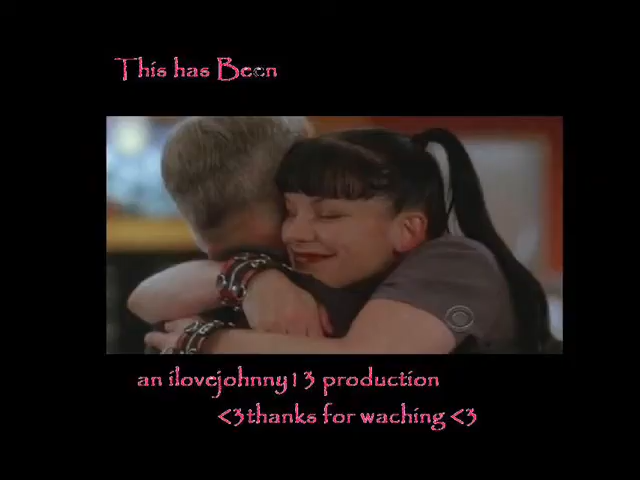 This has Been
an ilovejohnny13 production
<3thanks for waching <3